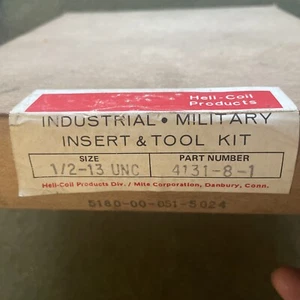 Heli-Coil
Products
INDUSTRIAL • MILITARY
INSERT & TOOL KIT
SIZE PART NUMBER
1/2-13 UNC 4131-8-1
Heli-Coil Products Div. / Mite Corporation, Danbury, Conn.
5180-00-051-5024